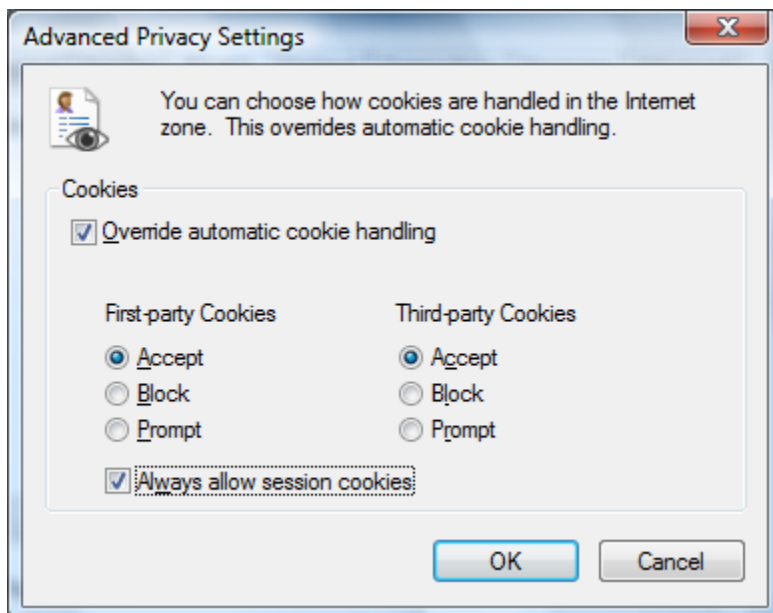 Advanced Privacy Settings
You can choose how cookies are handled in the Internet
zone.  This overrides automatic cookie handling.
Cookies
Override automatic cookie handling
First-party Cookies
Third-party Cookies
Accept
Accept
Block
Block
Prompt
Prompt
Always allow session cookies
OK
Cancel